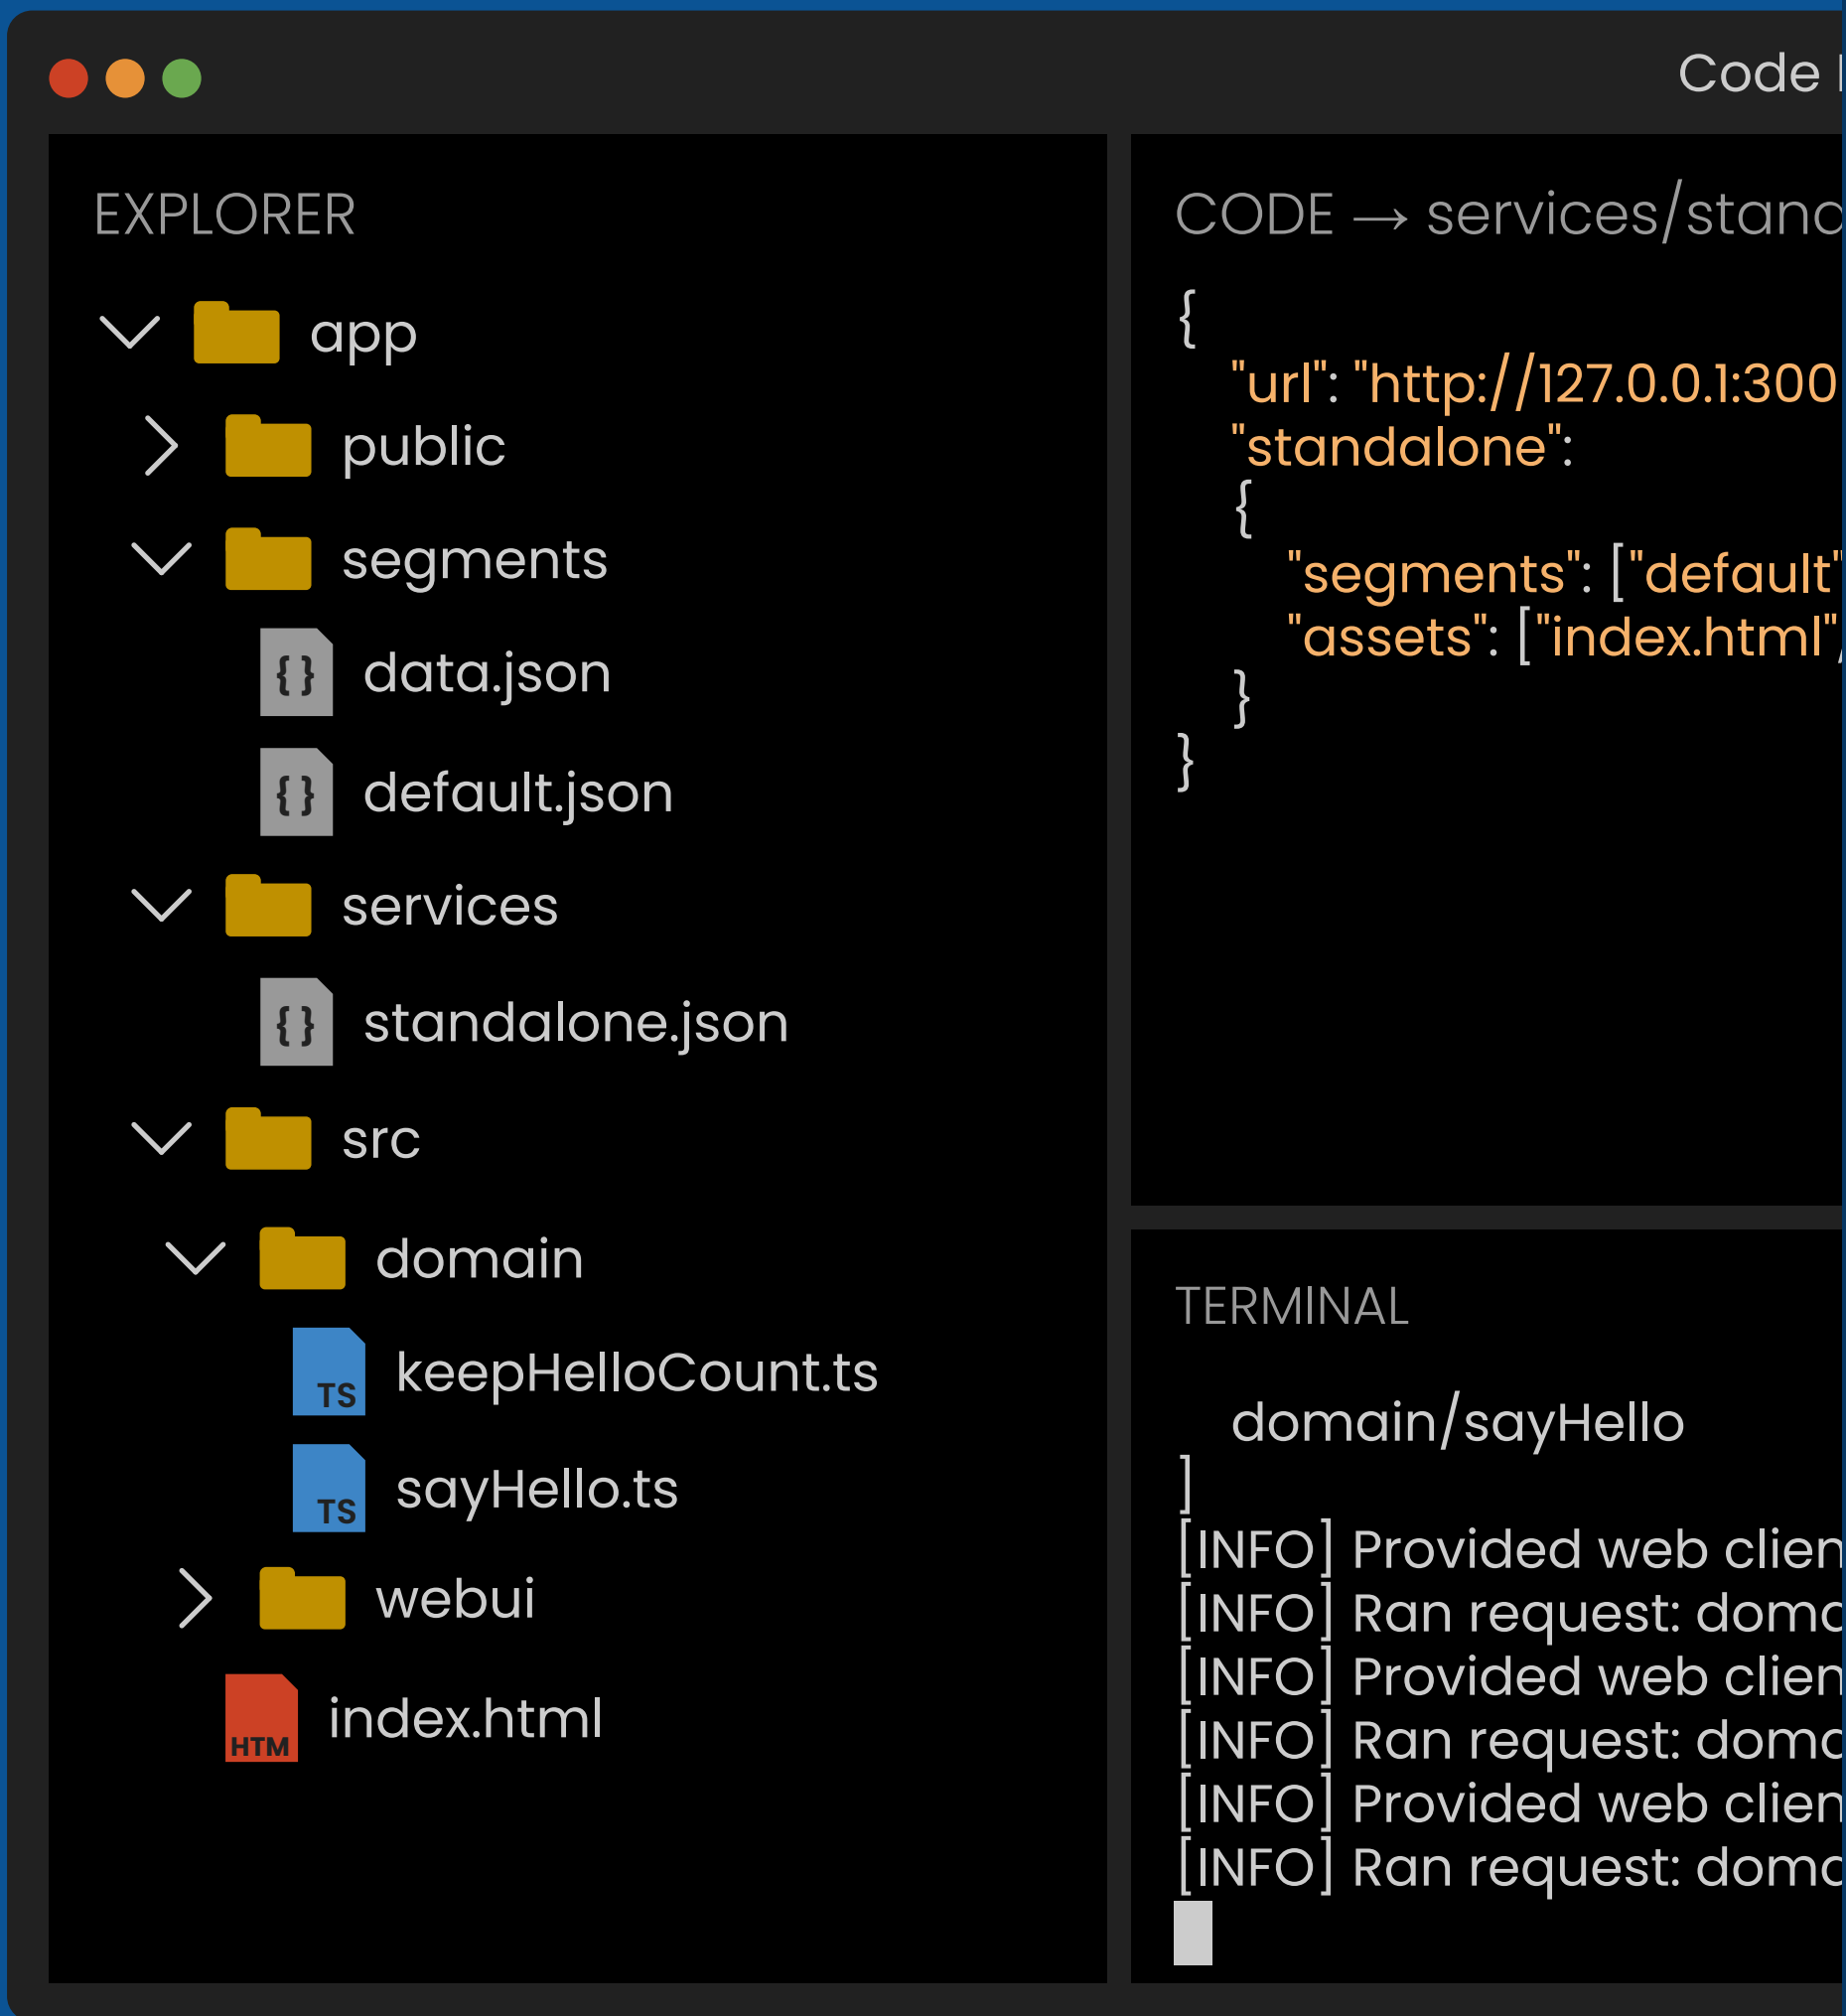 Code
EXPLORER
app
public
segments
{} data.json
{} default.json
services
{} standalone.json
src
domain
TS keepHelloCount.ts
TS sayHello.ts
webui
HTM index.html
CODE → services/stand
{
"url": "http://127.0.0.1:300
"standalone":
{
"segments": ["default"
"assets": ["index.html",
}
}
TERMINAL
domain/sayHello
]
[INFO] Provided web clien
[INFO] Ran request: doma
[INFO] Provided web clien
[INFO] Ran request: doma
[INFO] Provided web clien
[INFO] Ran request: doma